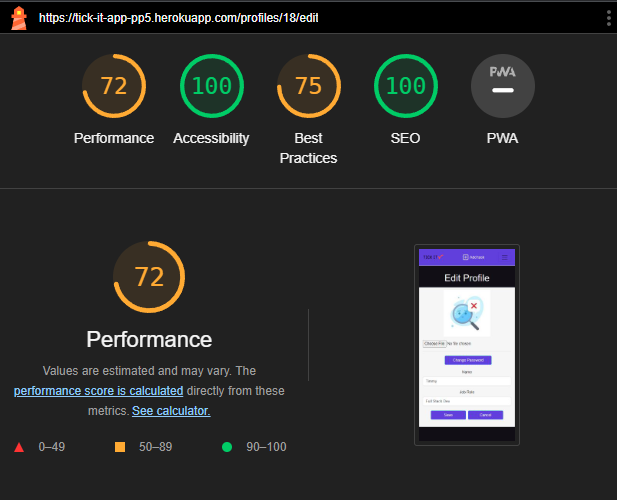 https://tick-it-app-pp5.herokuapp.com/profiles/18/edit
72
100
75
100
PWA
Performance
Accessibility
Best
Practices
SEO
PWA
72
Performance
Values are estimated and may vary. The
performance score is calculated directly from these
metrics. See calculator.
0–49
50–89
90–100
TICK IT
Edit Profile
Choose File No file chosen
Change Password
Name
Save
Cancel